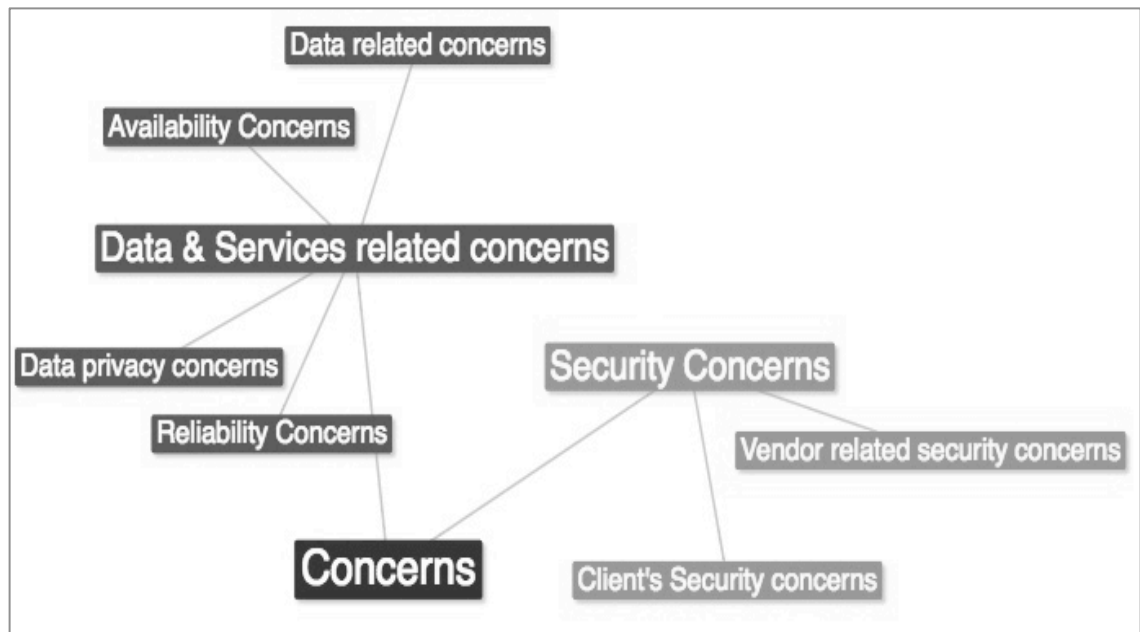 Data related concerns
Availability Concerns
Data & Services related concerns
Data privacy concerns
Security Concerns
Reliability Concerns
Vendor related security concerns
Concerns
Client's Security concerns